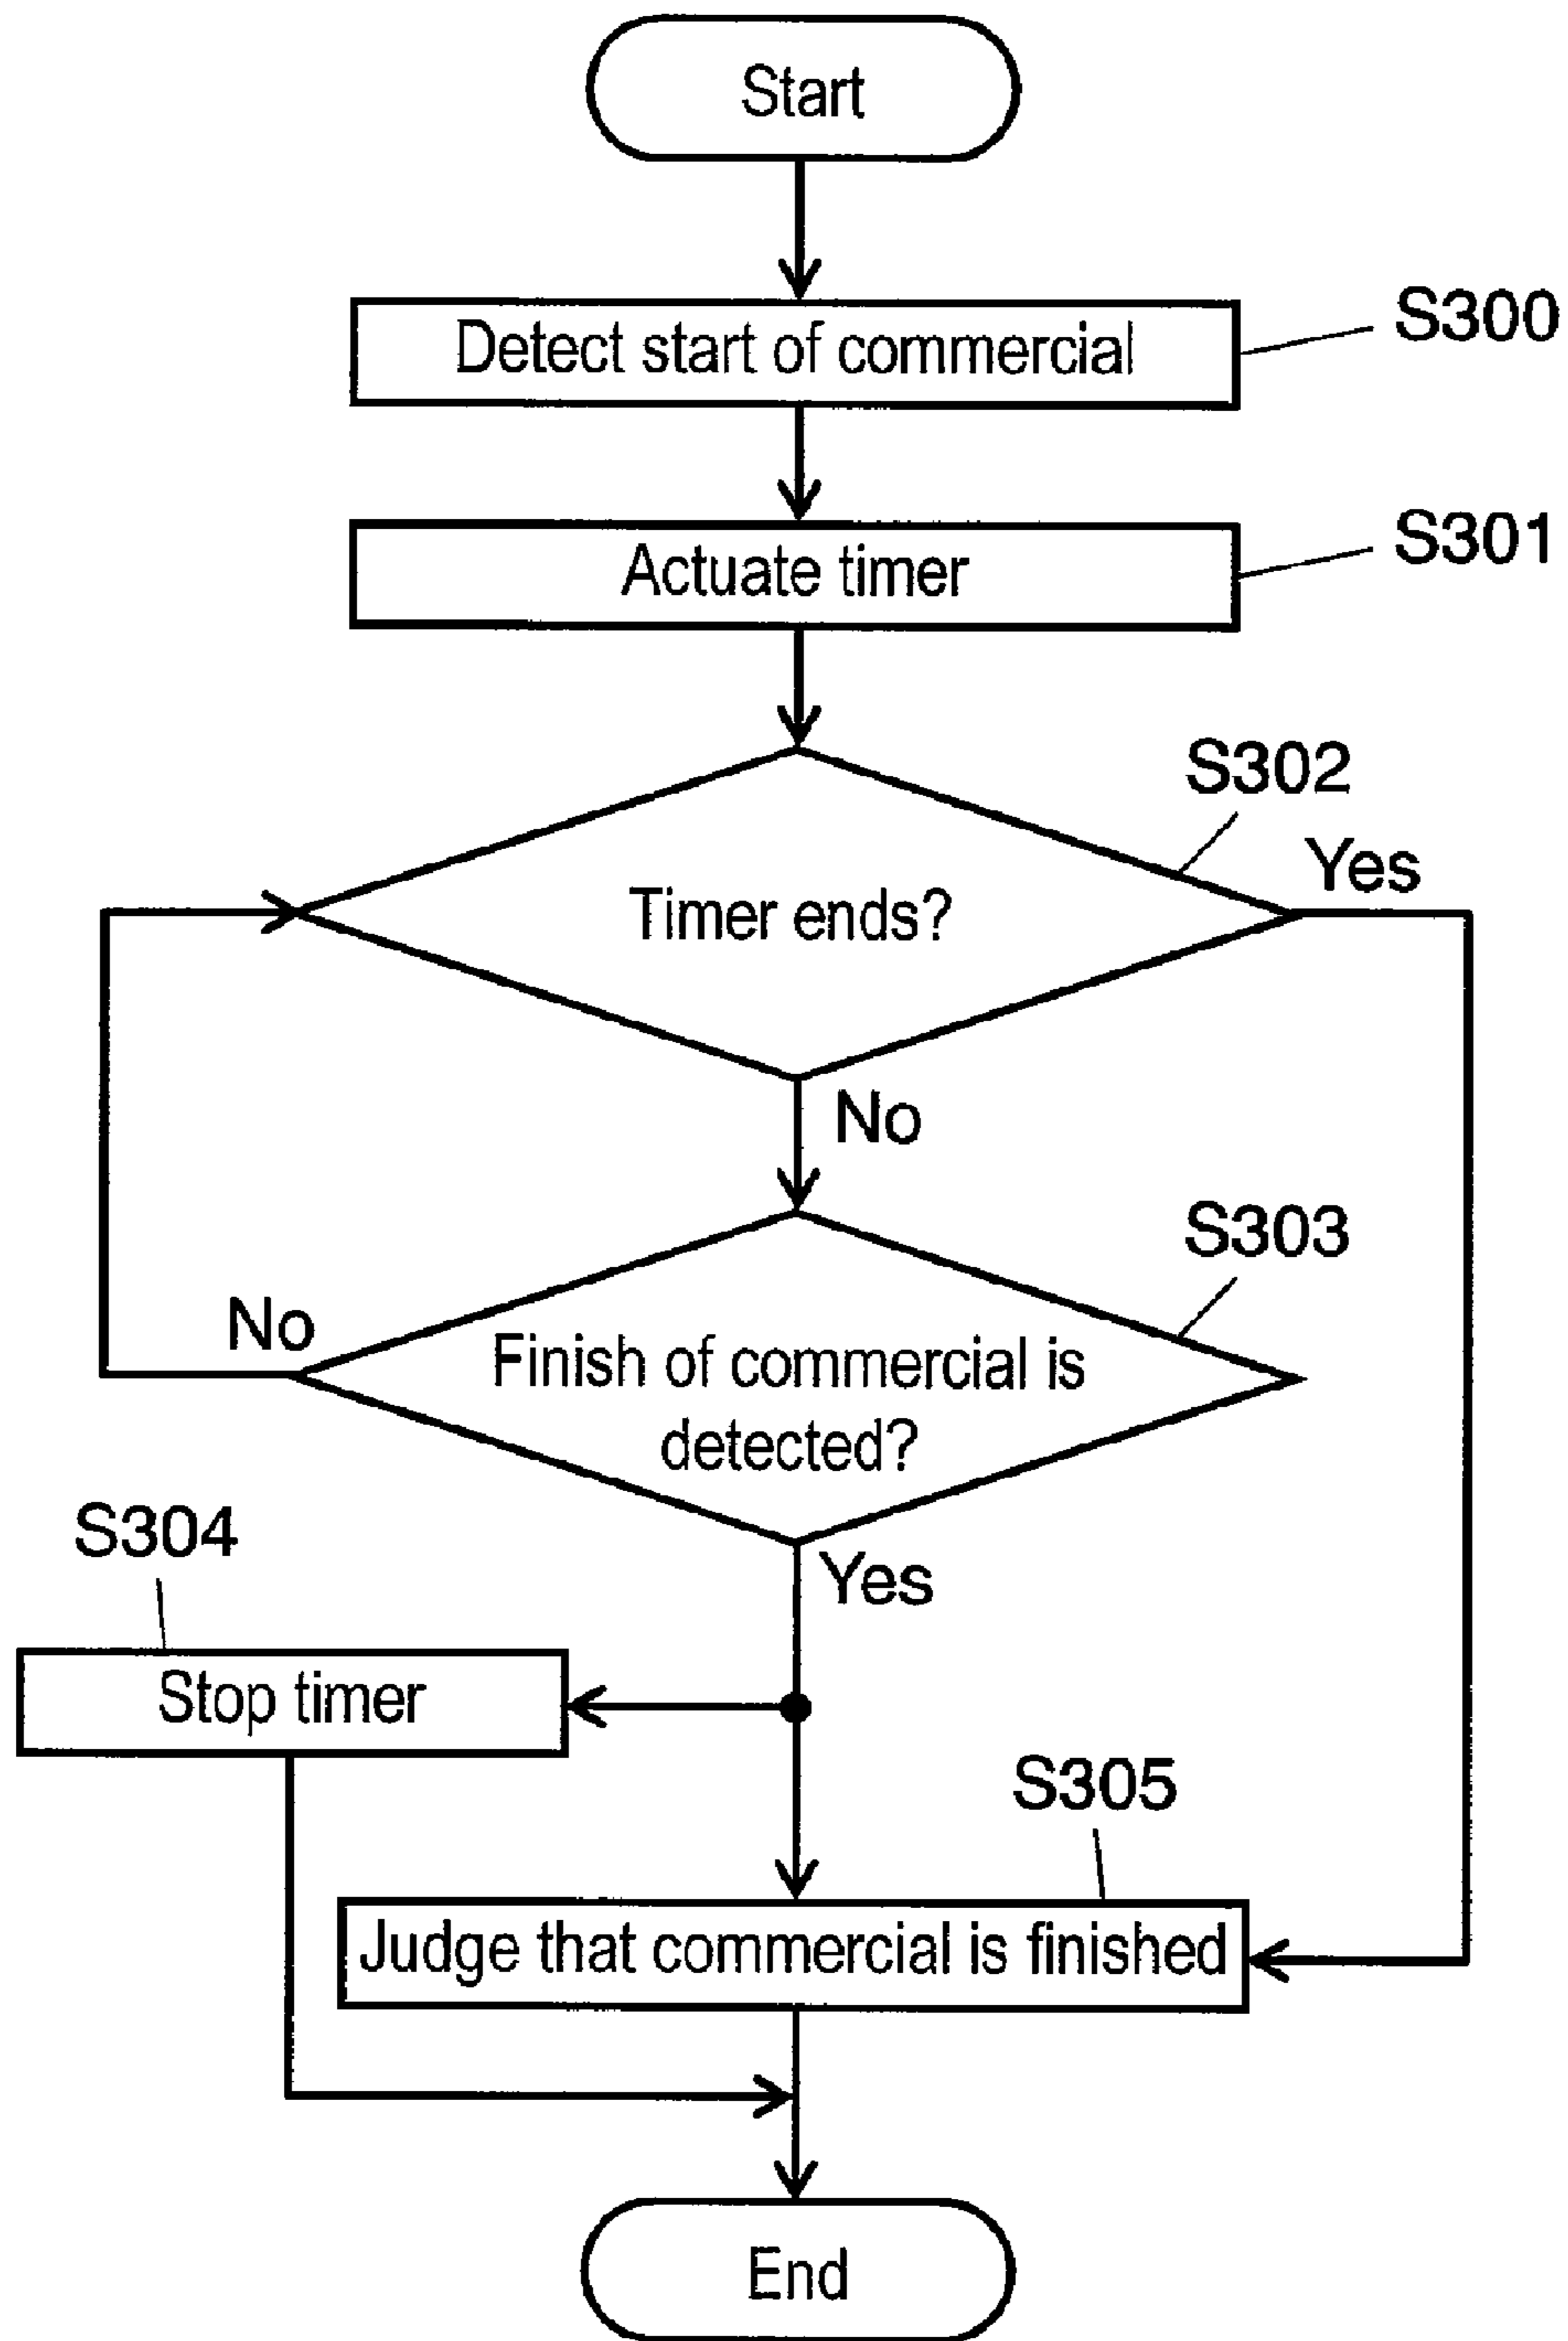 Start
Detect start of commercial
S300
Actuate timer
S301
S302
Yes
Timer ends?
No
S303
No
Finish of commercial is
detected?
S304
Yes
Stop timer
S305
Judge that commercial is finished
End